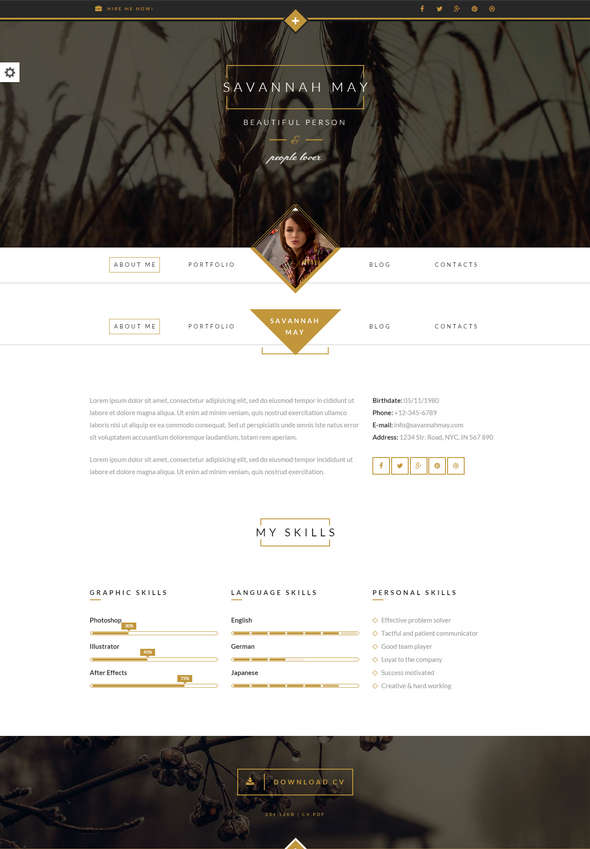 HIRE ME NOW!
SAVANNAH MAY
BEAUTIFUL PERSON
&
people lover
ABOUT ME PORTFOLIO BLOG CONTACTS
ABOUT ME PORTFOLIO SAVANNAH MAY BLOG CONTACTS
Lorem ipsum dolor sit amet, consectetur adipisicing elit, sed do eiusmod tempor in cididunt ut
labore et dolore magna aliqua. Ut enim ad minim veniam, quis nostrud exercitation ullamco
laboris nisi ut aliquip ex ea commodo consequat. Sed ut perspiciatis unde omnis iste natus error
sit voluptatem accusantium doloremque laudantium, totam rem aperiam.
Lorem ipsum dolor sit amet, consectetur adipisicing elit, sed do eiusmod tempor incididunt ut
labore et dolore magna aliqua. Ut enim ad minim veniam, quis nostrud exercitation.
Birthdate: 05/11/1980
Phone: +12-345-6789
E-mail: info@savannahmay.com
Address: 1234 Str. Road, NYC, IN 567 890
MY SKILLS
GRAPHIC SKILLS
Photoshop
30%
Illustrator
After Effects
LANGUAGE SKILLS
English
German
Japanese
PERSONAL SKILLS
Effective problem solver
Tactful and patient communicator
Good team player
Loyal to the company
Success motivated
Creative & hard working
DOWNLOAD CV
CV.PDF